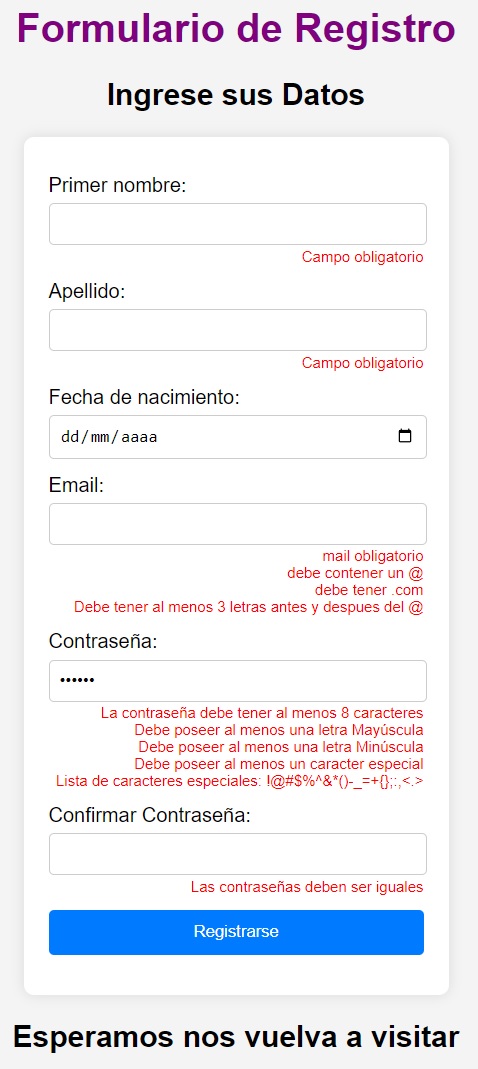 Formulario de Registro
Ingrese sus Datos
Primer nombre:
Campo obligatorio
Apellido:
Campo obligatorio
Fecha de nacimiento:
dd/mm/aaaa
Email:
mail obligatorio
debe contener un @
debe tener .com
Debe tener al menos 3 letras antes y despues del @
Contraseña:
••••••
La contraseña debe tener al menos 8 caracteres
Debe poseer al menos una letra Mayúscula
Debe poseer al menos una letra Minúscula
Debe poseer al menos un caracter especial
Lista de caracteres especiales: !@#$%^&*()-_=+{};:,<.>
Confirmar Contraseña:
Las contraseñas deben ser iguales
Registrarse
Esperamos nos vuelva a visitar